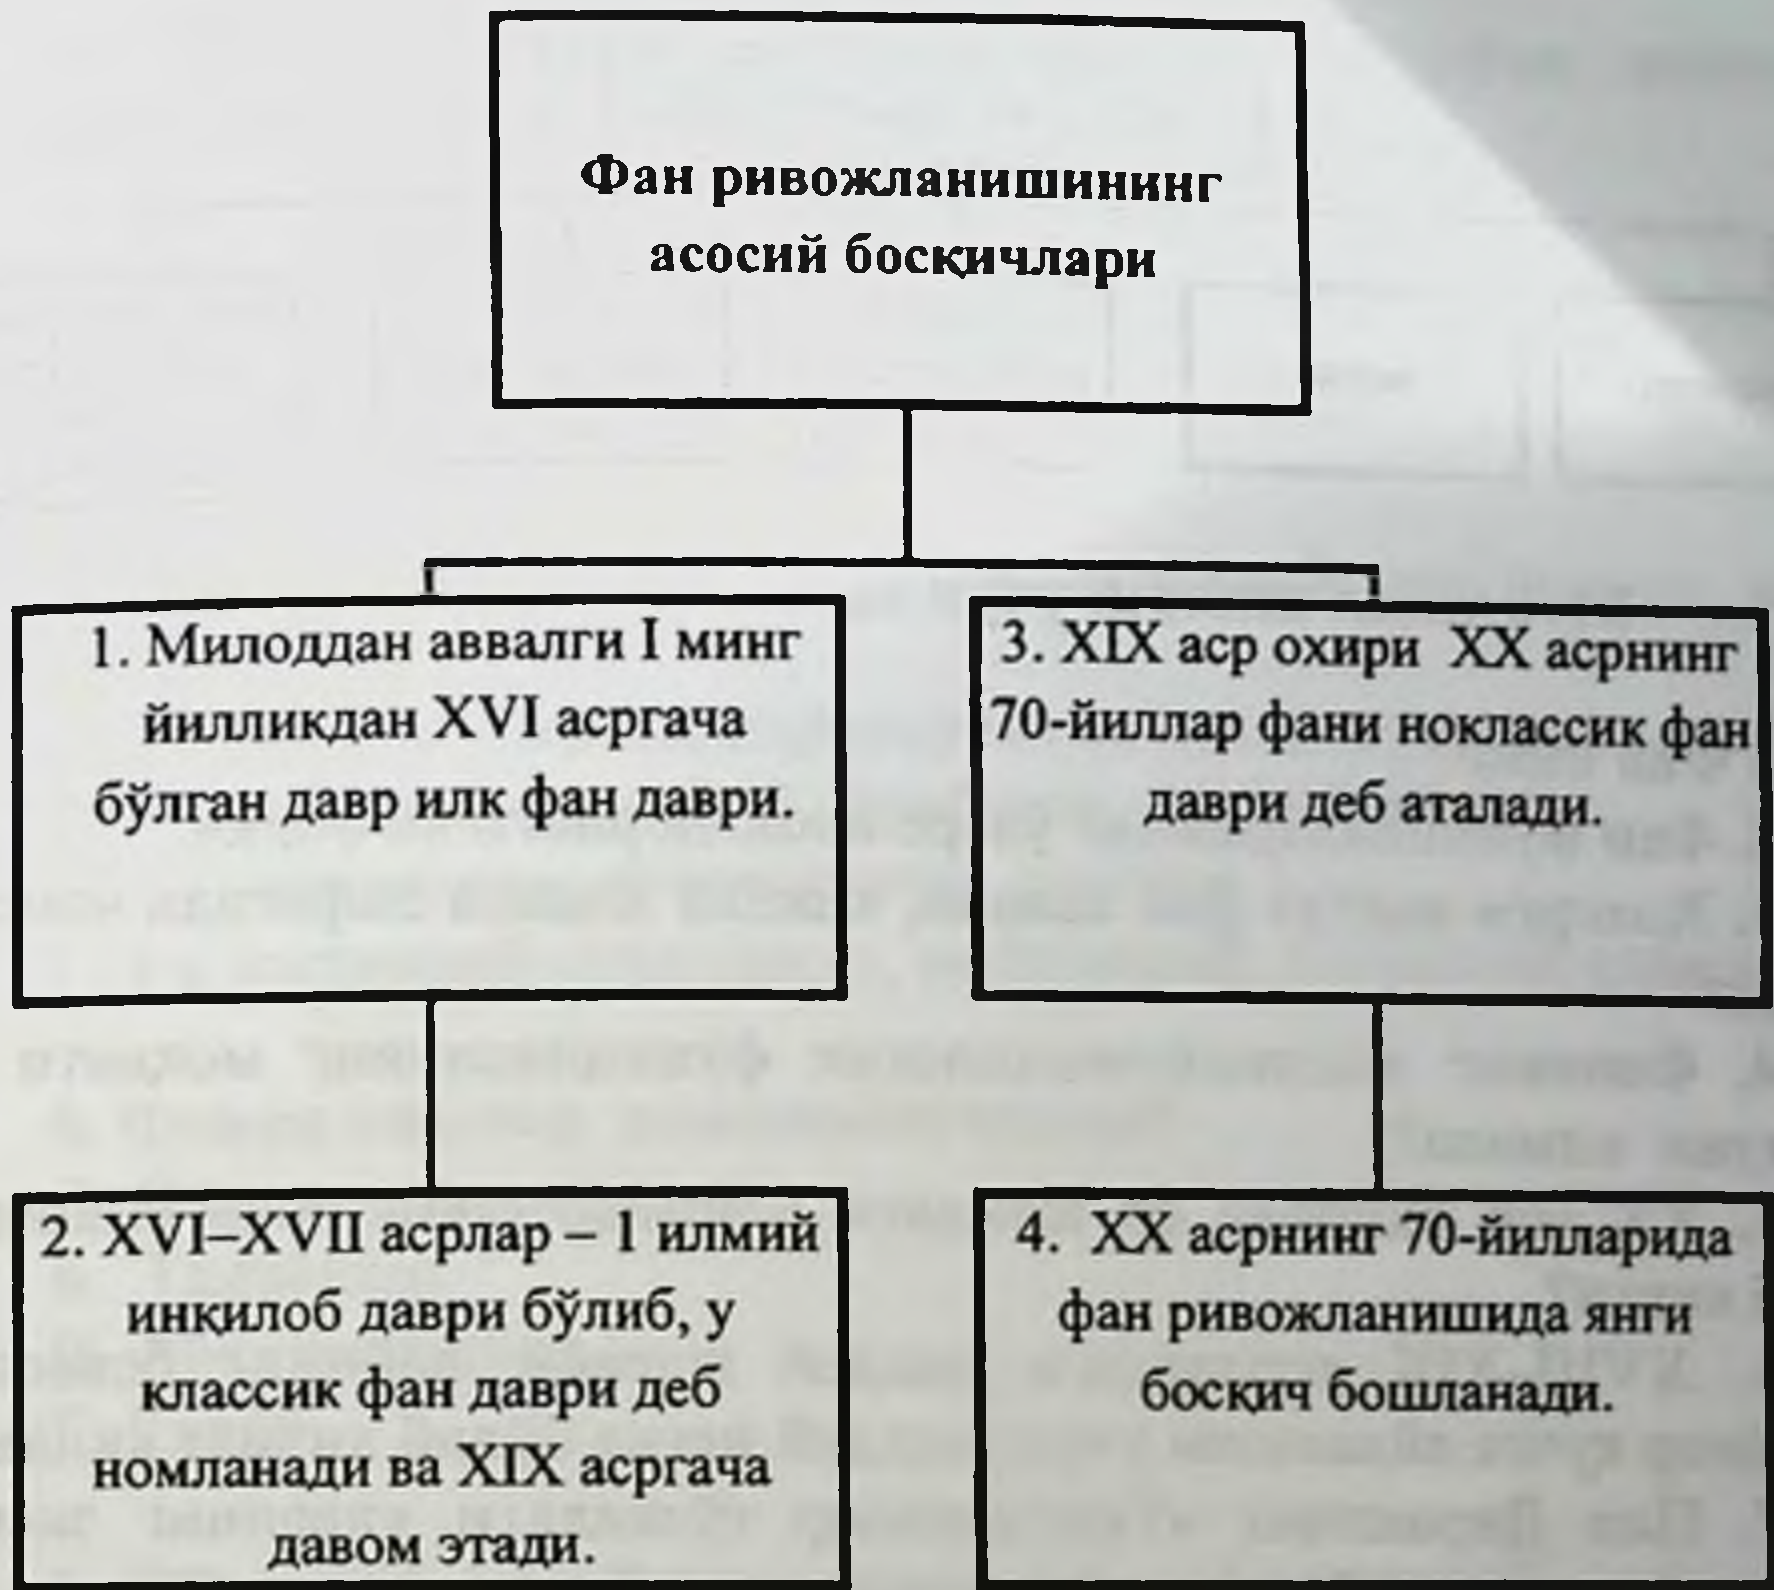 Фан ривожланишининг
асосий босқичлари
1. Милоддан аввалги I минг
йилликдан XVI асргача
бўлган давр илк фан даври.
3. XIX аср охири XX асрнинг
70-йиллар фани ноклассик фан
даври деб аталади.
2. XVI–XVII асрлар – 1 илмий
инқилоб даври бўлиб, у
классик фан даври деб
номланади ва XIX асргача
давом этади.
4. XX асрнинг 70-йилларида
фан ривожланишида янги
босқич бошланади.